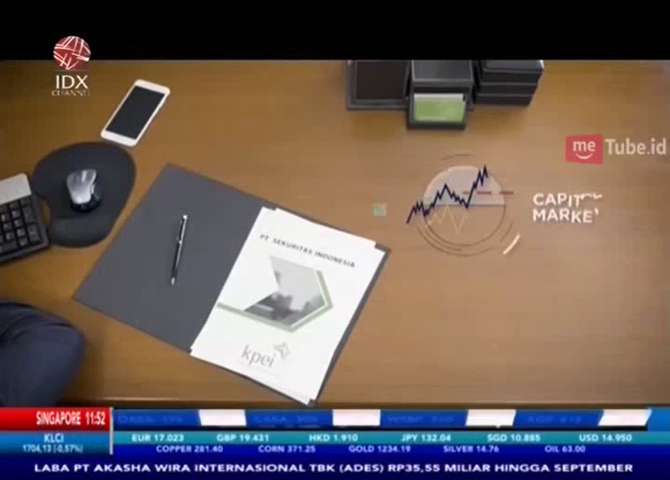 IDX
CHANNEL
me Tube.id
CAPIT
MARKE
PT. SEKURITAS INDONESIA
kpei
SINGAPORE 11:52
KLCI
1704,13 (-0,57%)
EUR 17.023 GBP 19.431 HKD 1.910 JPY 132.04 SGD 10.885 USD 14.950
COPPER 281.40 CORN 371.25 GOLD 1234.19 SILVER 14.76 OIL 63.00
LABA PT AKASHA WIRA INTERNASIONAL TBK (ADES) RP35,55 MILIAR HINGGA SEPTEMBER